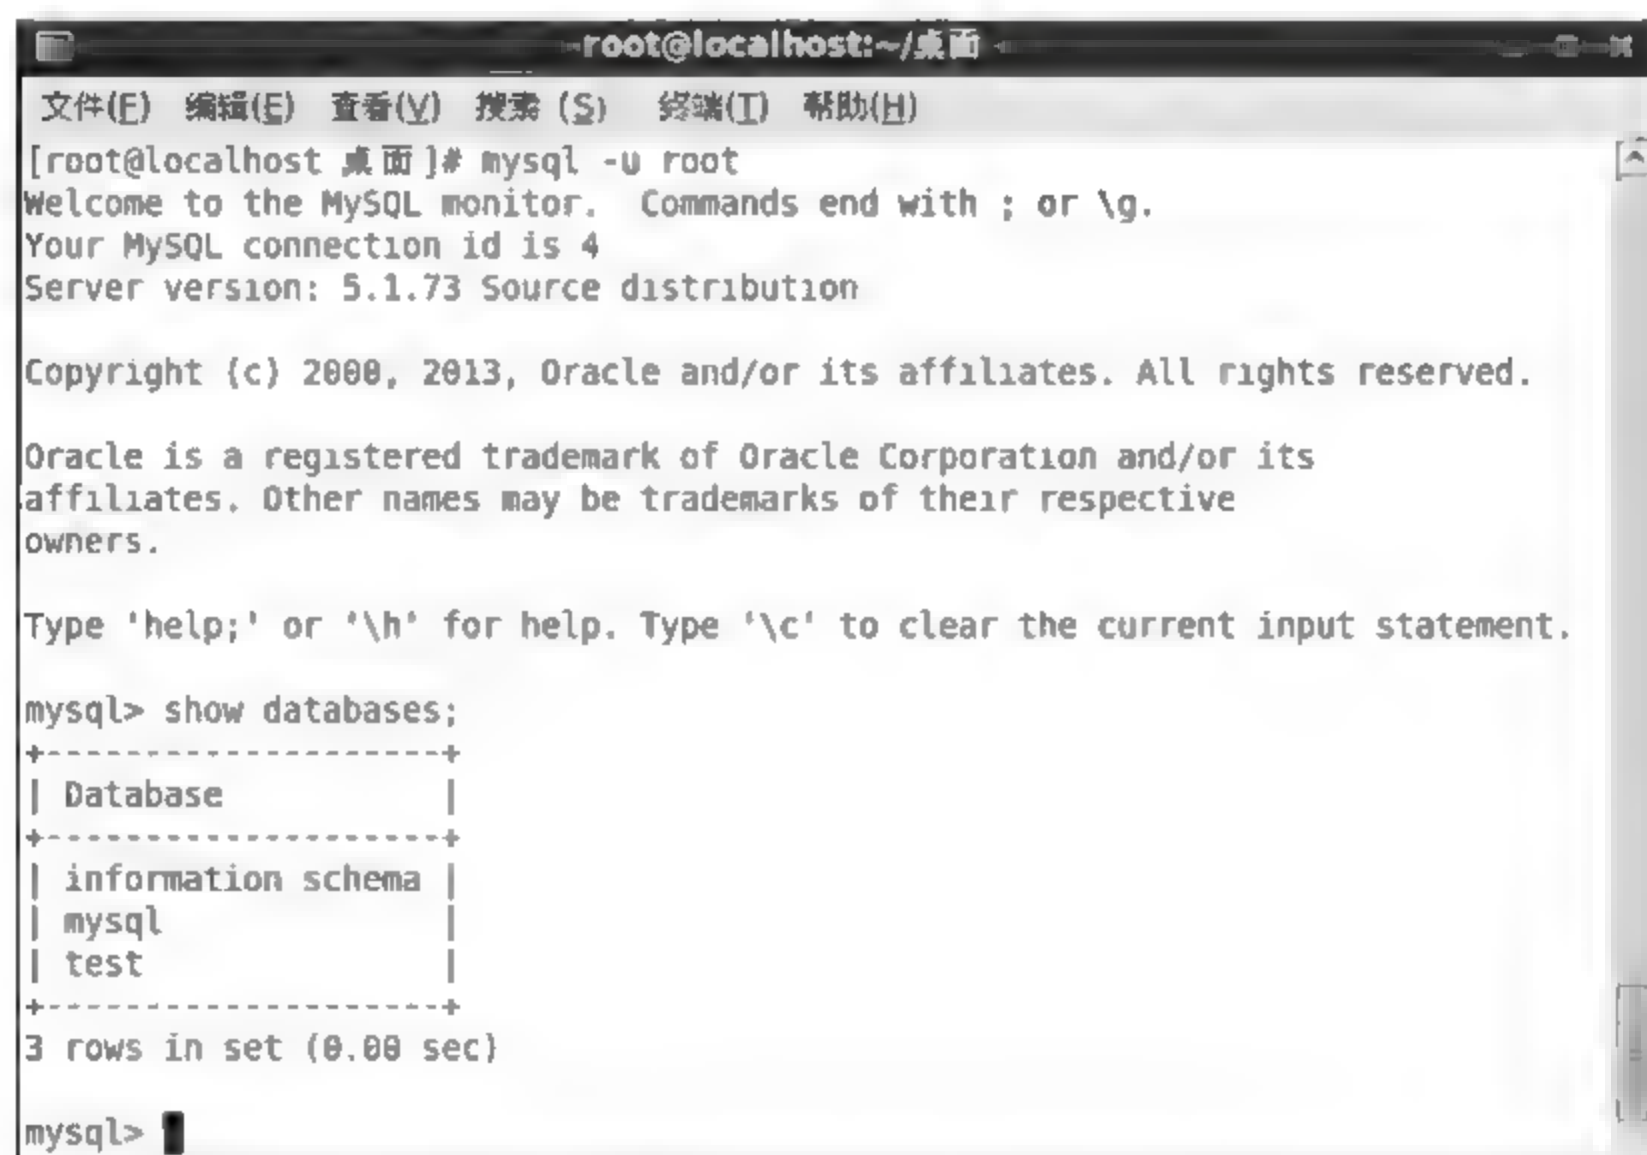 root@localhost:~/桌面
文件(F) 编辑(E) 查看(V) 搜索 (S) 终端(T) 帮助(H)
[root@localhost 桌面]# mysql -u root
Welcome to the MySQL monitor.  Commands end with ; or \g.
Your MySQL connection id is 4
Server version: 5.1.73 Source distribution
Copyright (c) 2000, 2013, Oracle and/or its affiliates. All rights reserved.
Oracle is a registered trademark of Oracle Corporation and/or its
affiliates. Other names may be trademarks of their respective
owners.
Type 'help;' or '\h' for help. Type '\c' to clear the current input statement.
mysql> show databases;
+--------------------+
| Database           |
+--------------------+
| information schema |
| mysql              |
| test               |
+--------------------+
3 rows in set (0.00 sec)
mysql>